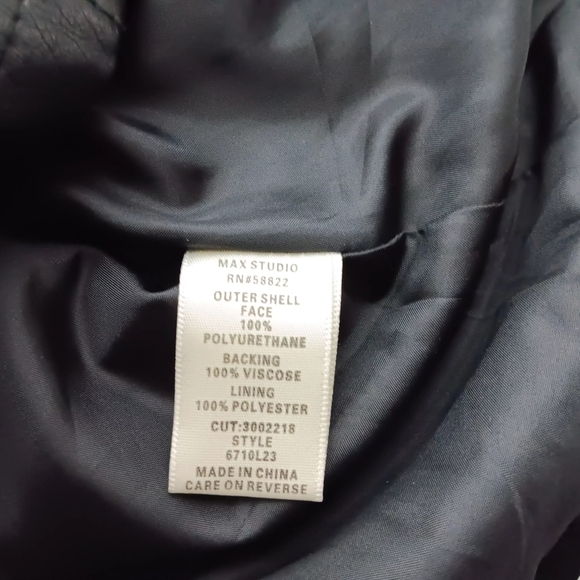 MAX STUDIO
RN#58822
OUTER SHELL
FACE
100%
POLYURETHANE
BACKING
100% VISCOSE
LINING
100% POLYESTER
CUT:3002218
STYLE
6710L23
MADE IN CHINA
CARE ON REVERSE